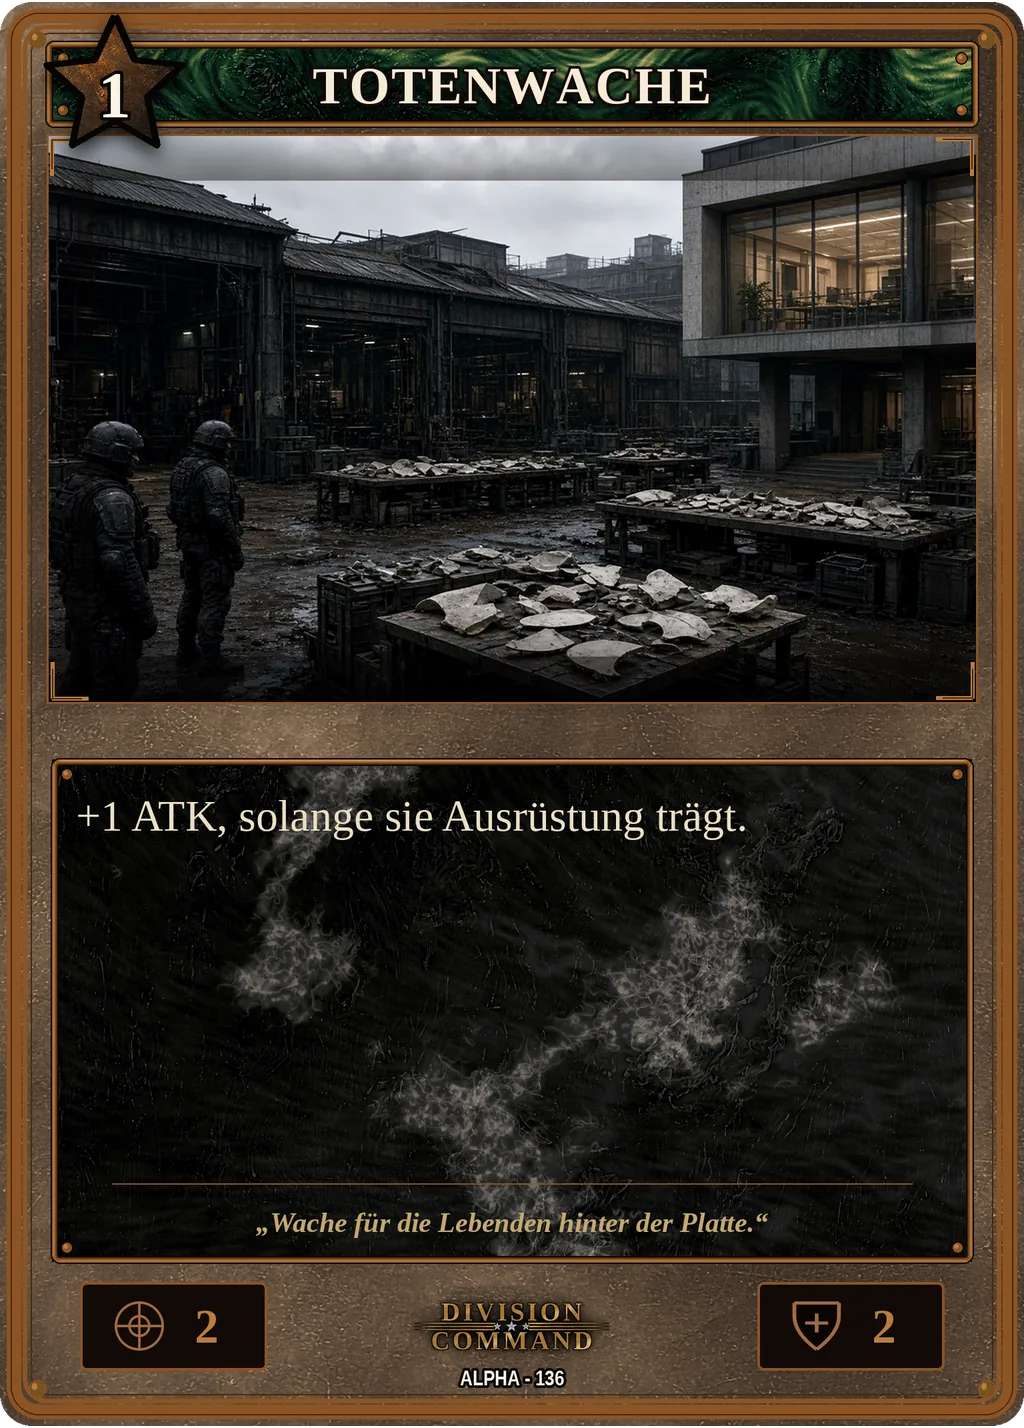 1
TOTENWACHE
+1 ATK, solange sie Ausrüstung trägt.
„Wache für die Lebenden hinter der Platte.“
2
DIVISION
COMMAND
2
ALPHA - 136